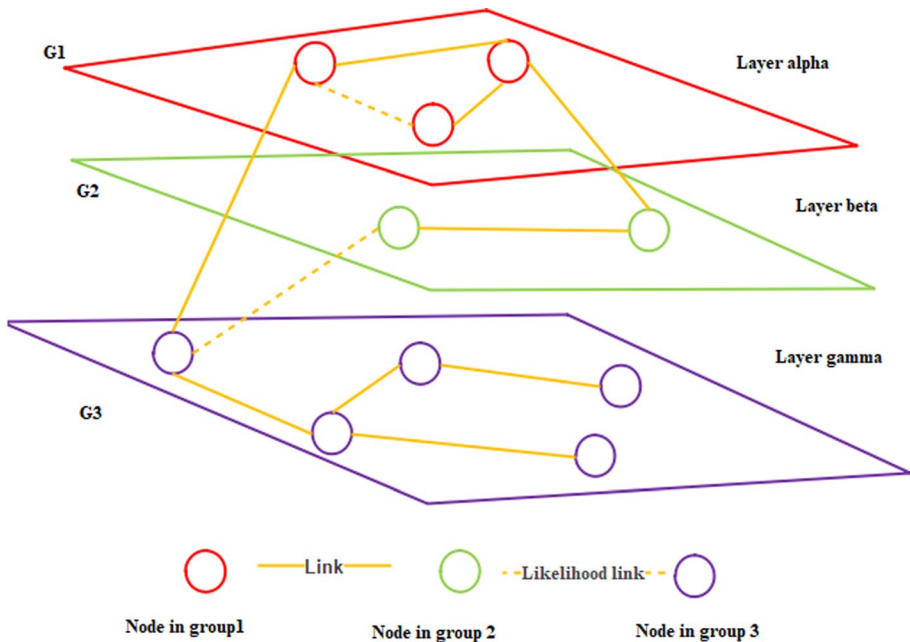 G1
Layer alpha
G2
Layer beta
Layer gamma
G3
Link
Likelihood link
Node in group1
Node in group 2
Node in group 3